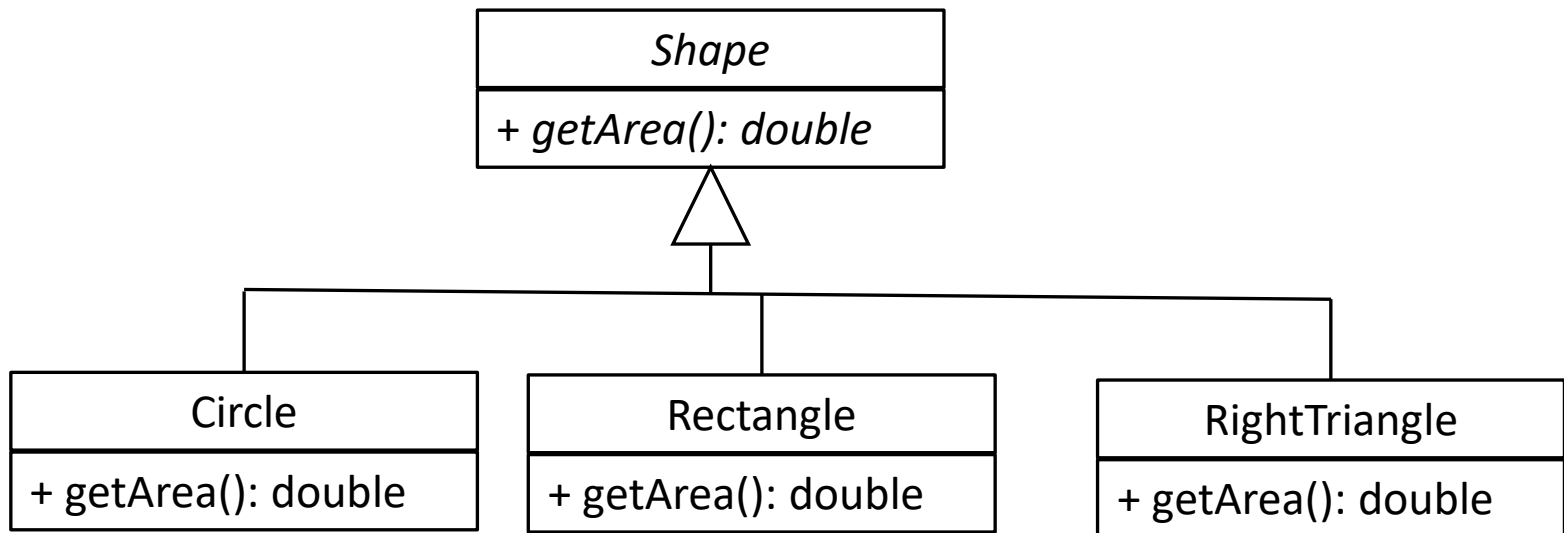 Shape
+ getArea(): double
Circle
+ getArea(): double
Rectangle
+ getArea(): double
RightTriangle
+ getArea(): double